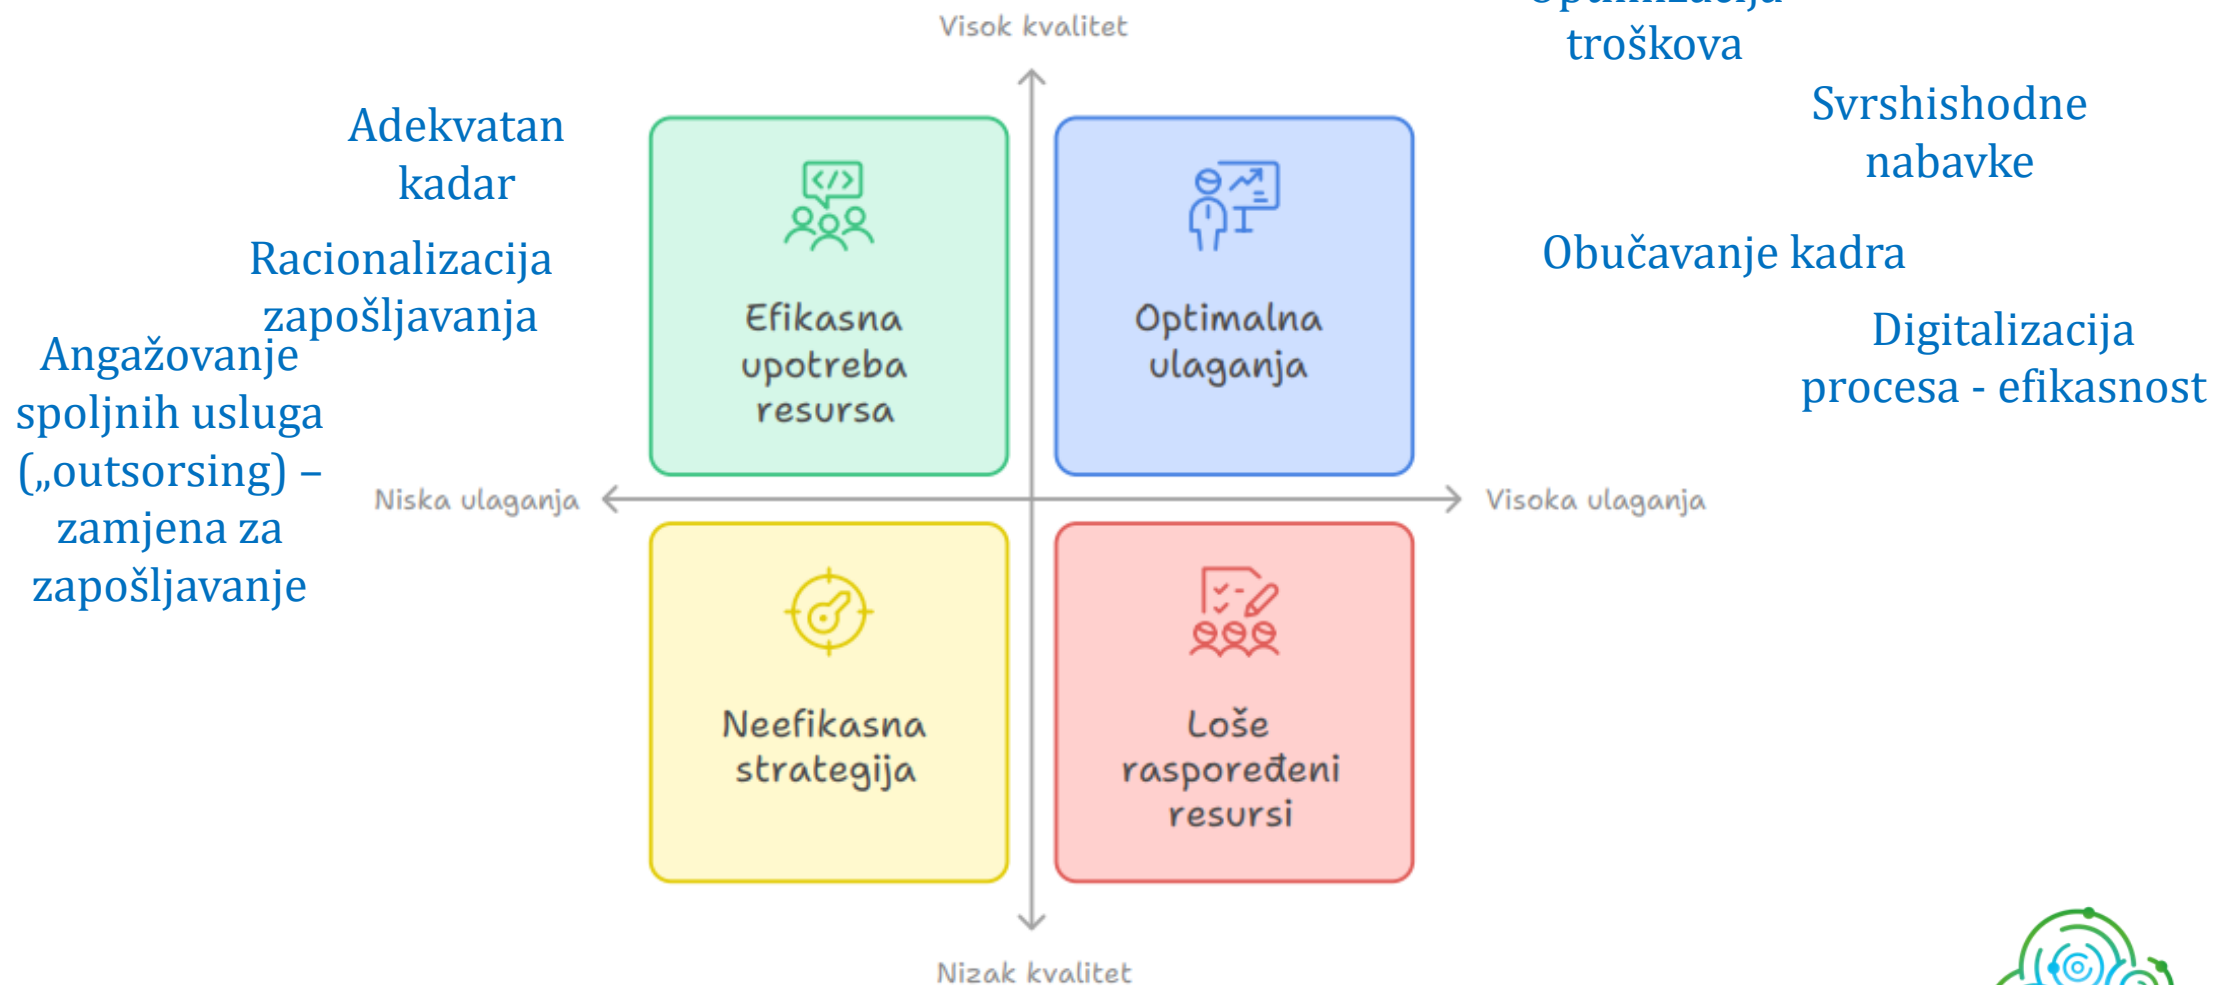 Visok kvalitet
troškova
Svrshishodne
nabavke
Adekvatan
kadar
Racionalizacija
zapošljavanja
Obučavanje kadra
Angažovanje
spoljnih usluga
(„outsorsing) –
zamjena za
zapošljavanje
Digitalizacija
procesa - efikasnost
Efikasna
upotreba
resursa
Optimalna
ulaganja
Niska ulaganja
Visoka ulaganja
Neefikasna
strategija
Loše
raspoređeni
resursi
Nizak kvalitet